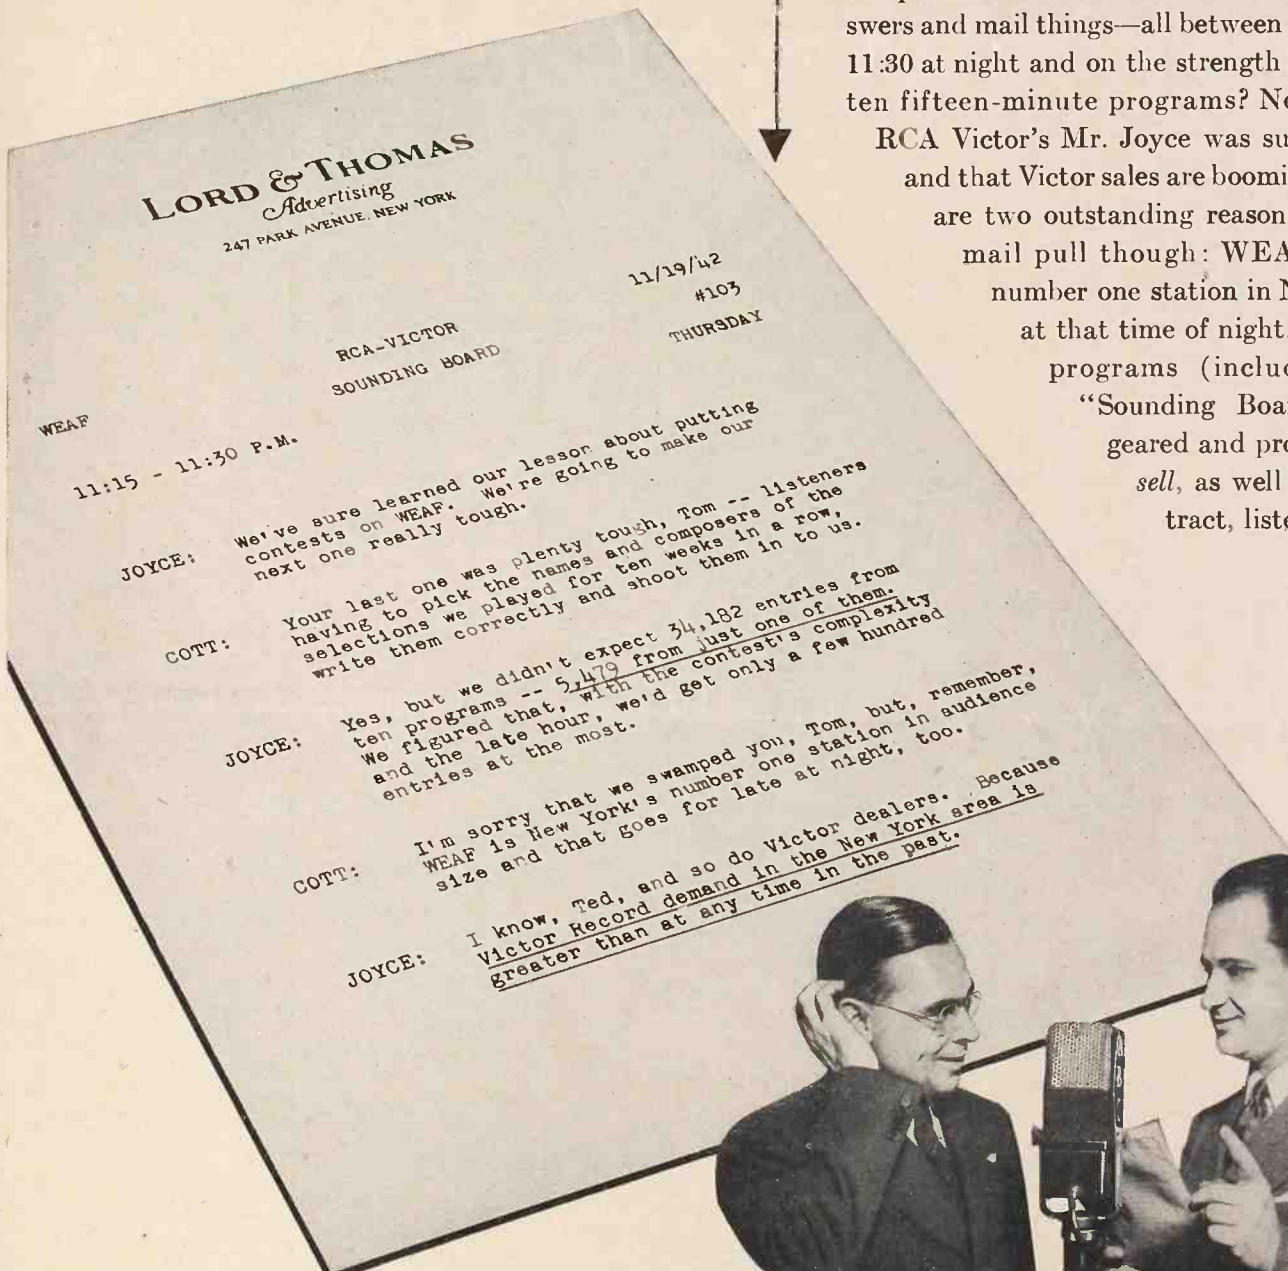 LORD & THOMAS
Advertising
247 PARK AVENUE. NEW YORK
11/19/42
#103
THURSDAY
RCA-VICTOR
SOUNDING BOARD
WEAF
11:15 - 11:30 P.M.
JOYCE: We've sure learned our lesson about putting
contests on WEAF. We're going to make our
next one really tough.
COTT: Your last one was plenty tough, Tom -- listeners
having to pick the names and composers of the
selections we played for ten weeks in a row,
write them correctly and shoot them in to us.
JOYCE: Yes, but we didn't expect 34,182 entries from
ten programs -- 5,479 from just one of them.
We figured that, with the contest's complexity
and the late hour, we'd get only a few hundred
entries at the most.
COTT: I'm sorry that we swamped you, Tom, but, remember,
WEAF is New York's number one station in audience
size and that goes for late at night, too.
JOYCE: I know, Ted, and so do Victor dealers. Because
Victor Record demand in the New York area is
greater than at any time in the past.
swers and mail things—all between
11:30 at night and on the strength
ten fifteen-minute programs? N
RCA Victor's Mr. Joyce was su
and that Victor sales are boomi
are two outstanding reason
mail pull though: WEA
number one station in
at that time of night
programs (inclu
"Sounding Boa
geared and pr
sell, as well
tract, list